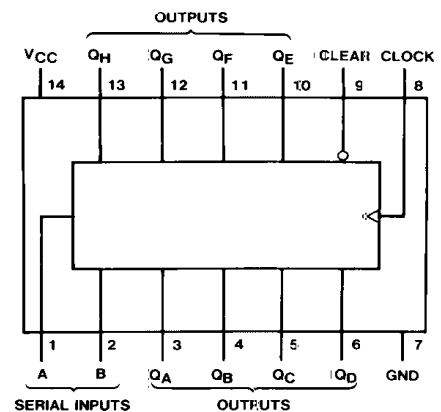 OUTPUTS
VCC QH QG QF QE CLEAR CLOCK
14 13 12 11 10 9 8
1 2 3 4 5 6 7
A B QA QB QC QD GND
SERIAL INPUTS OUTPUTS